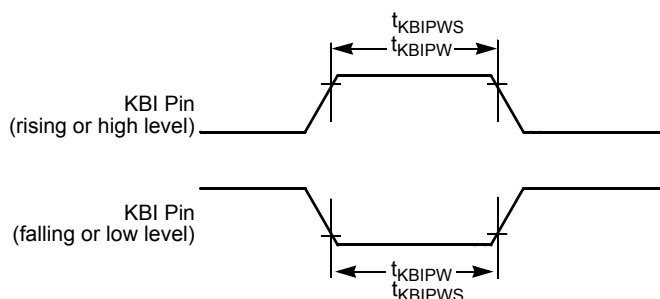 tKBIPWS
tKBIPW
KBI Pin
(rising or high level)
KBI Pin
(falling or low level)
tKBIPW
tKBIPWS